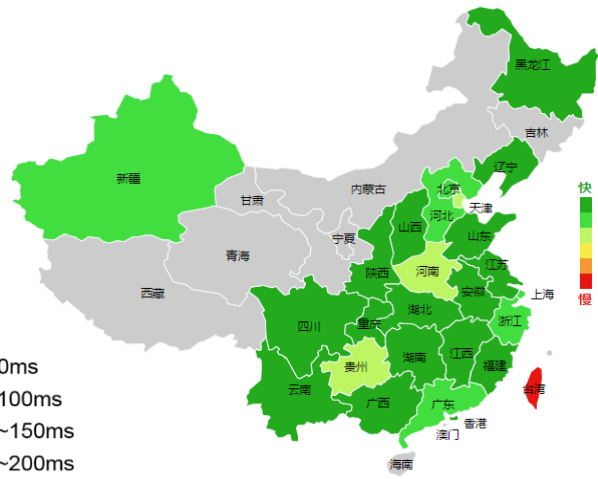 黑龙江
吉林
辽宁
新疆
内蒙古
甘肃
北京
快
天津
河北
山西
宁夏
山东
青海
河南
陕西
江苏
西藏
安徽
上海
慢
湖北
浙江
四川
重庆
湖南
江西
贵州
福建
0ms
云南
台湾
100ms
广西
广东
香港
~150ms
澳门
~200ms
海南